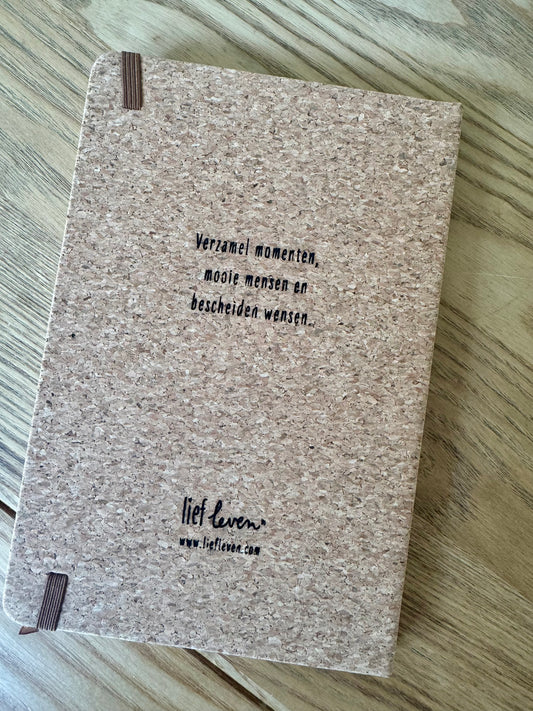 Verzamel momenten,
mooie mensen en
bescheiden wensen.
lief leven®
www.liefleven.com